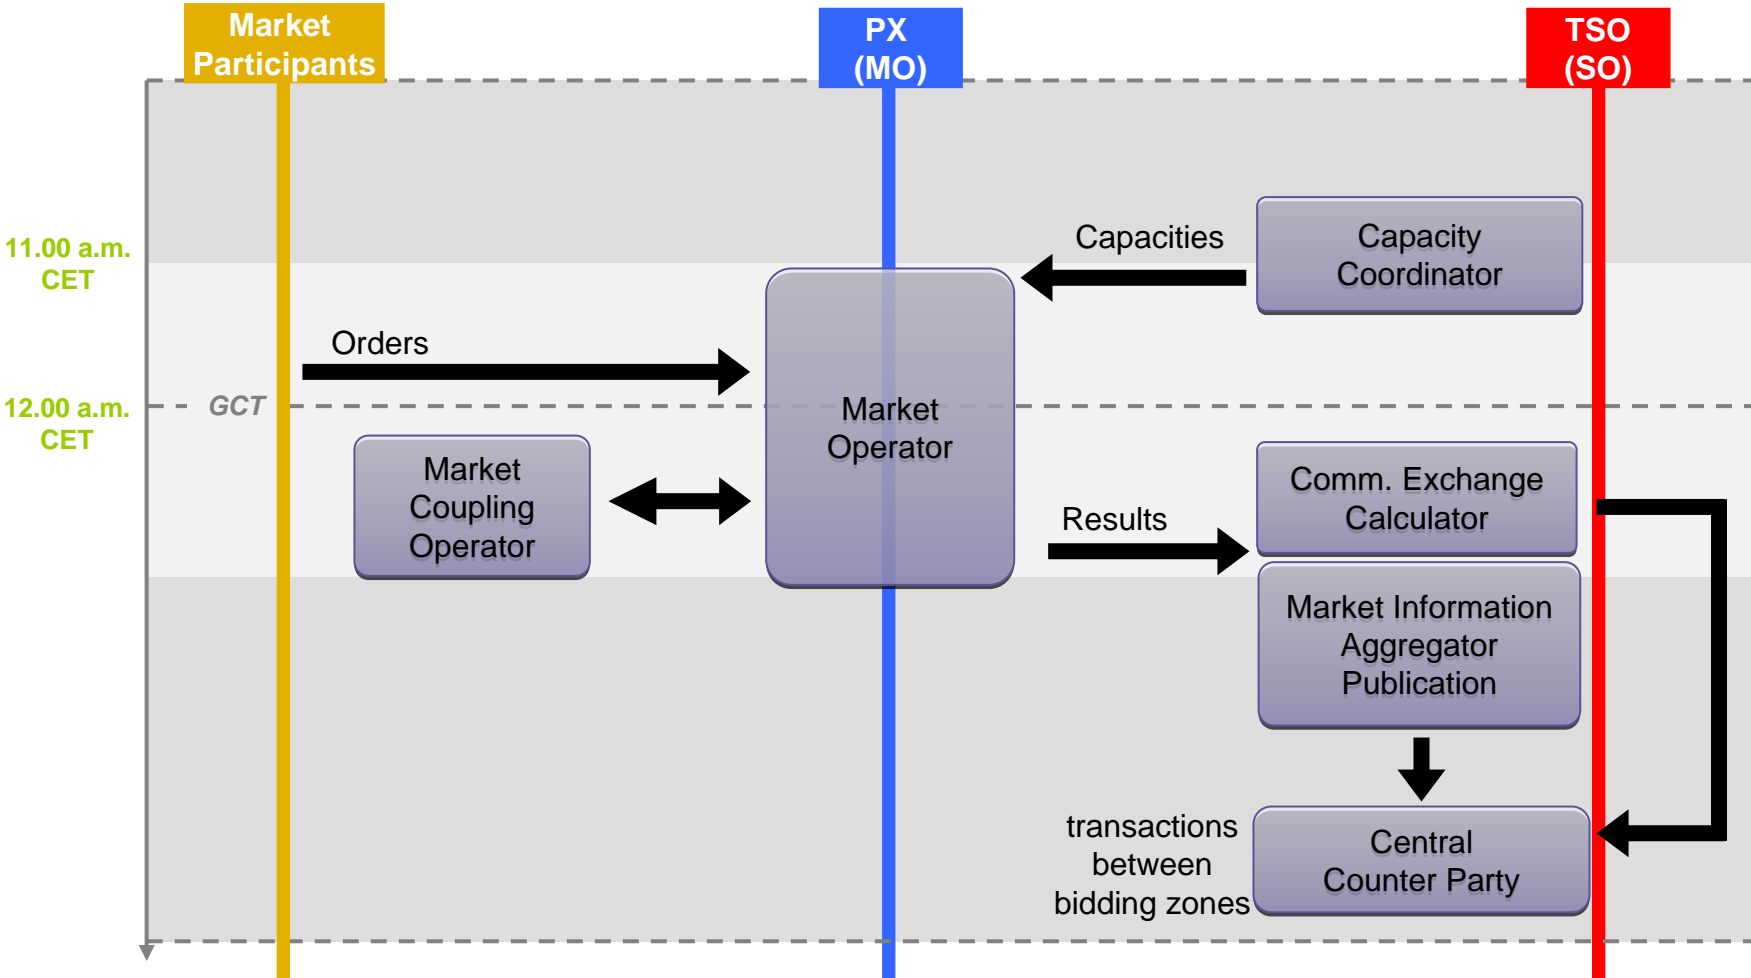 Market
Participants
PX
(MO)
TSO
(SO)
11.00 a.m.
CET
Capacities
Capacity
Coordinator
Orders
12.00 a.m.
CET
GCT
Market
Operator
Market
Coupling
Operator
Results
Comm. Exchange
Calculator
Market Information
Aggregator
Publication
transactions
between
bidding zones
Central
Counter Party